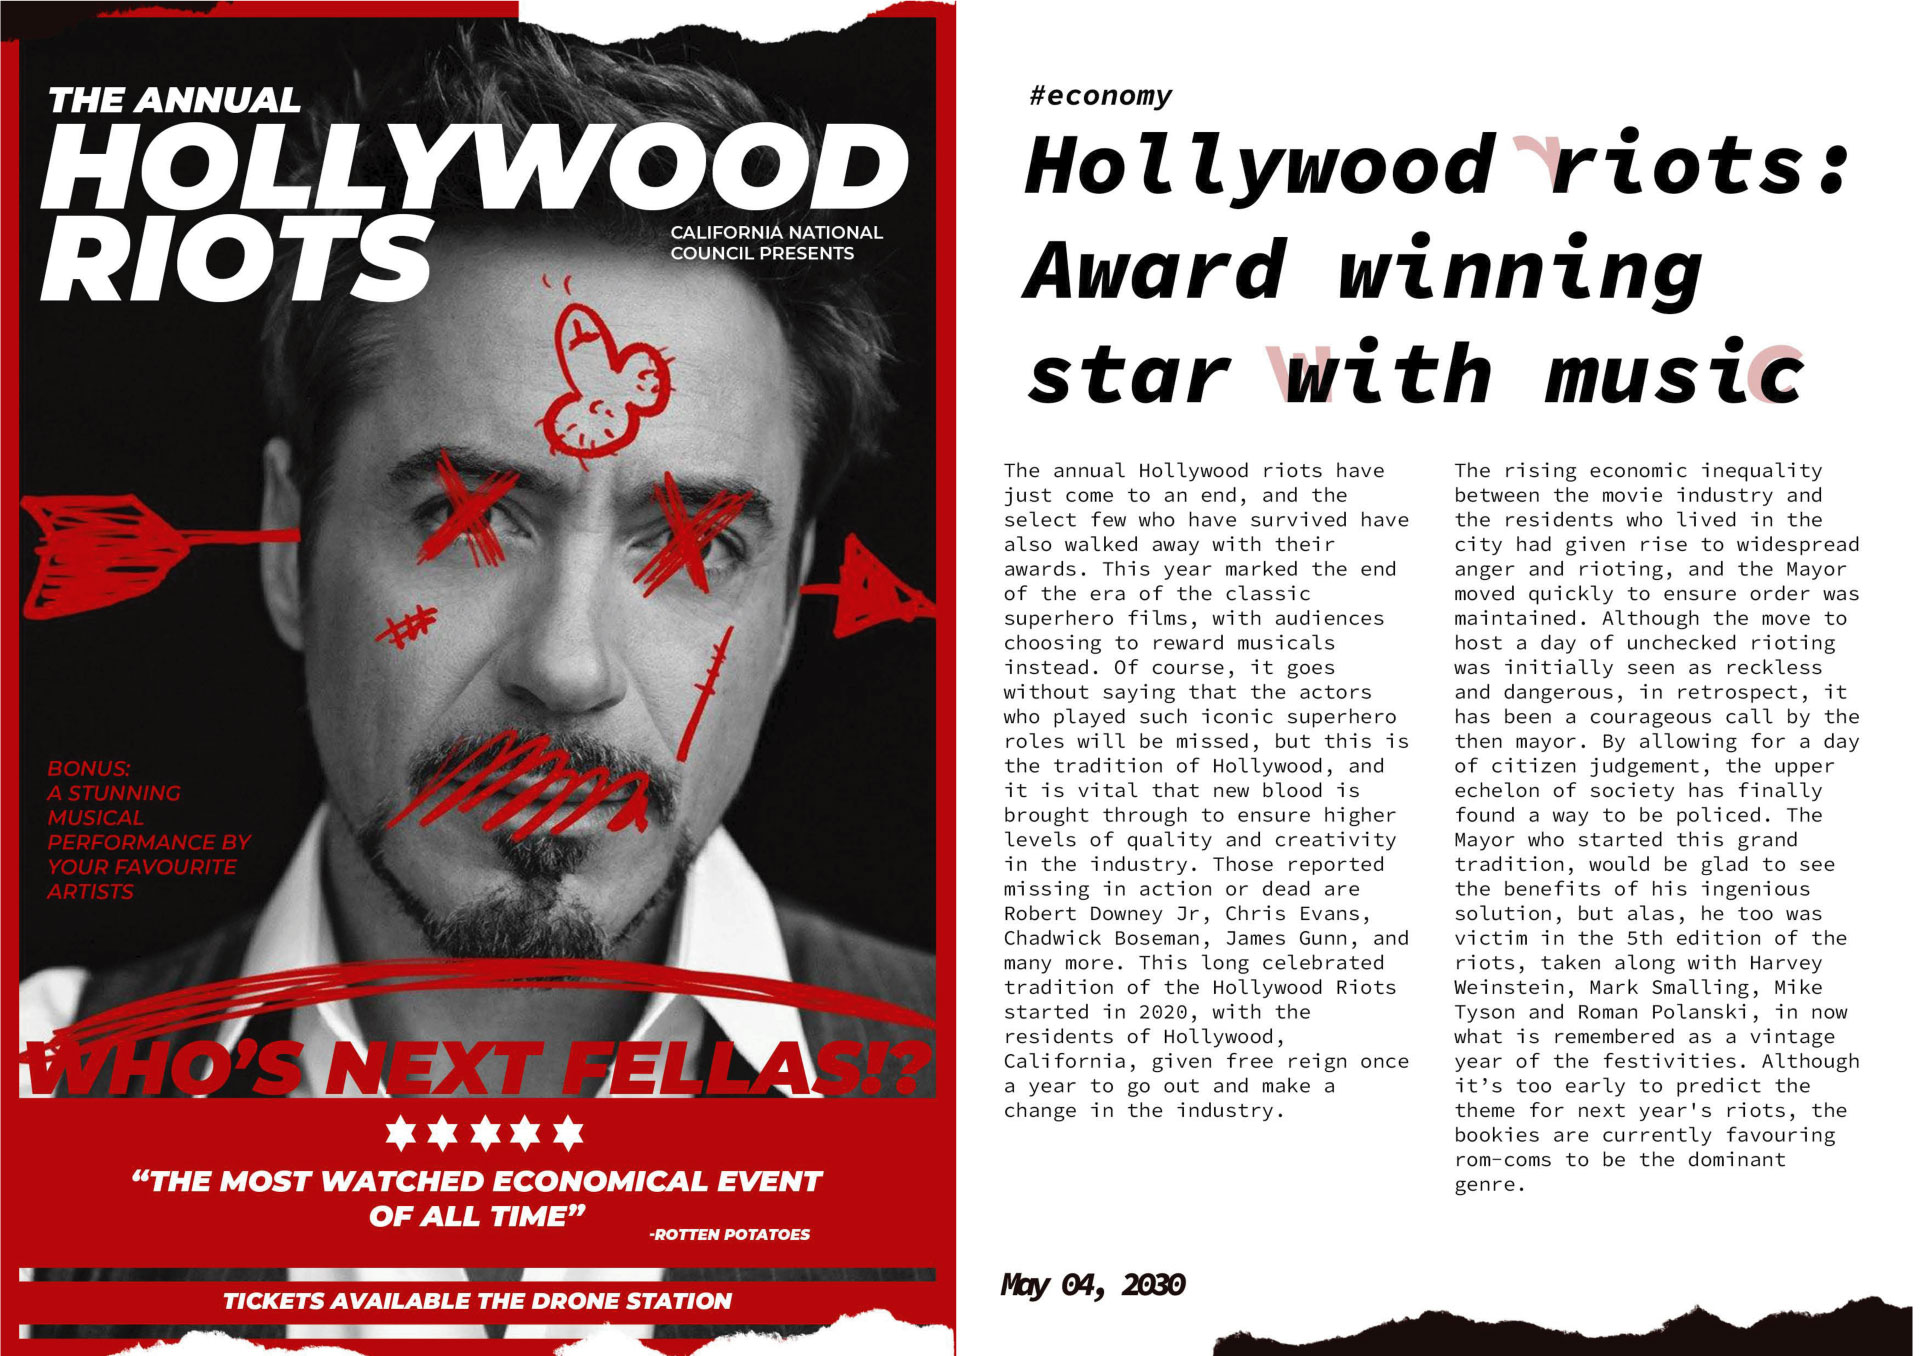 THE ANNUAL
HOLLYWOOD
RIOTS
CALIFORNIA NATIONAL
COUNCIL PRESENTS
BONUS:
A STUNNING
MUSICAL
PERFORMANCE BY
YOUR FAVOURITE
ARTISTS
WHO'S NEXT FELLAS!?
“THE MOST WATCHED ECONOMICAL EVENT
OF ALL TIME”
-ROTTEN POTATOES
TICKETS AVAILABLE THE DRONE STATION
#economy
Hollywood riots:
Award winning
star with music
The annual Hollywood riots have
just come to an end, and the
select few who have survived have
also walked away with their
awards. This year marked the end
of the era of the classic
superhero films, with audiences
choosing to reward musicals
instead. Of course, it goes
without saying that the actors
who played such iconic superhero
roles will be missed, but this is
the tradition of Hollywood, and
it is vital that new blood is
brought through to ensure higher
levels of quality and creativity
in the industry. Those reported
missing in action or dead are
Robert Downey Jr, Chris Evans,
Chadwick Boseman, James Gunn, and
many more. This long celebrated
tradition of the Hollywood Riots
started in 2020, with the
residents of Hollywood,
California, given free reign once
a year to go out and make a
change in the industry.
The rising economic inequality
between the movie industry and
the residents who lived in the
city had given rise to widespread
anger and rioting, and the Mayor
moved quickly to ensure order was
maintained. Although the move to
host a day of unchecked rioting
was initially seen as reckless
and dangerous, in retrospect, it
has been a courageous call by the
then mayor. By allowing for a day
of citizen judgement, the upper
echelon of society has finally
found a way to be policed. The
Mayor who started this grand
tradition, would be glad to see
the benefits of his ingenious
solution, but alas, he too was
victim in the 5th edition of the
riots, taken along with Harvey
Weinstein, Mark Smalling, Mike
Tyson and Roman Polanski, in now
what is remembered as a vintage
year of the festivities. Although
it’s too early to predict the
theme for next year's riots, the
bookies are currently favouring
rom-coms to be the dominant
genre.
May 04, 2030